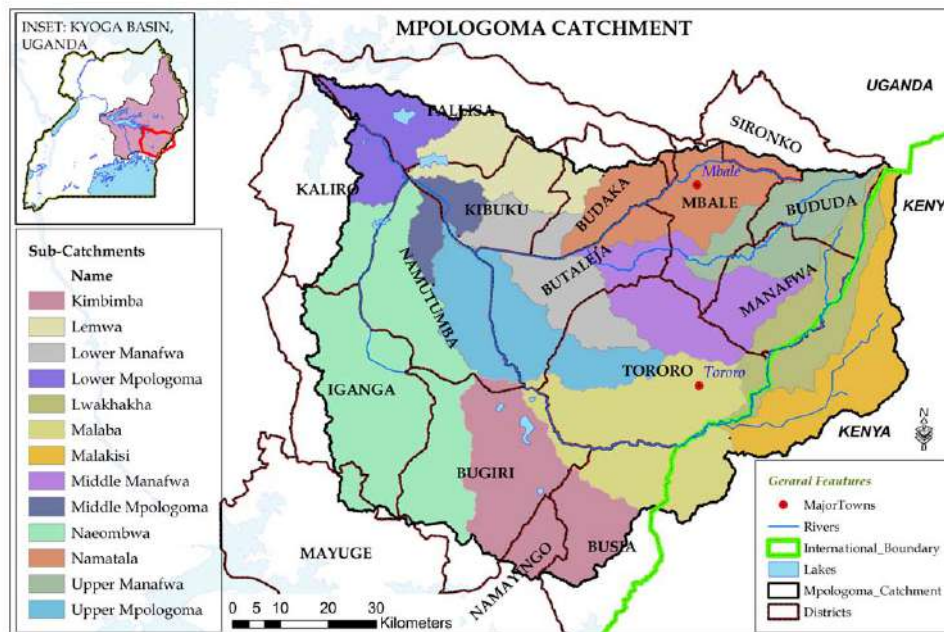 INSET: KYOGA BASIN,
UGANDA
MPOLOGOMA CATCHMENT
UGANDA
PALLISA
SIRONKO
KALIRO
KIBUKU
BUDAKA
Mbale
MBALE
BUDUDA
KENY
NAMUTUMBA
BUTALEJA
MANAFWA
IGANGA
TORORO
Tororo
BUGIRI
KENYA
N
MAYUGE
NAMAYINGO
BUSIA
Sub-Catchments
Name
Kimbimba
Lemwa
Lower Manafwa
Lower Mpologoma
Lwakhakha
Malaba
Malakisi
Middle Manafwa
Middle Mpologoma
Naeombwa
Namatala
Upper Manafwa
Upper Mpologoma
0 5 10 20 30
Kilometers
Geraral Feautures
MajorTowns
Rivers
International_Boundary
Lakes
Mpologoma_Catchment
Districts